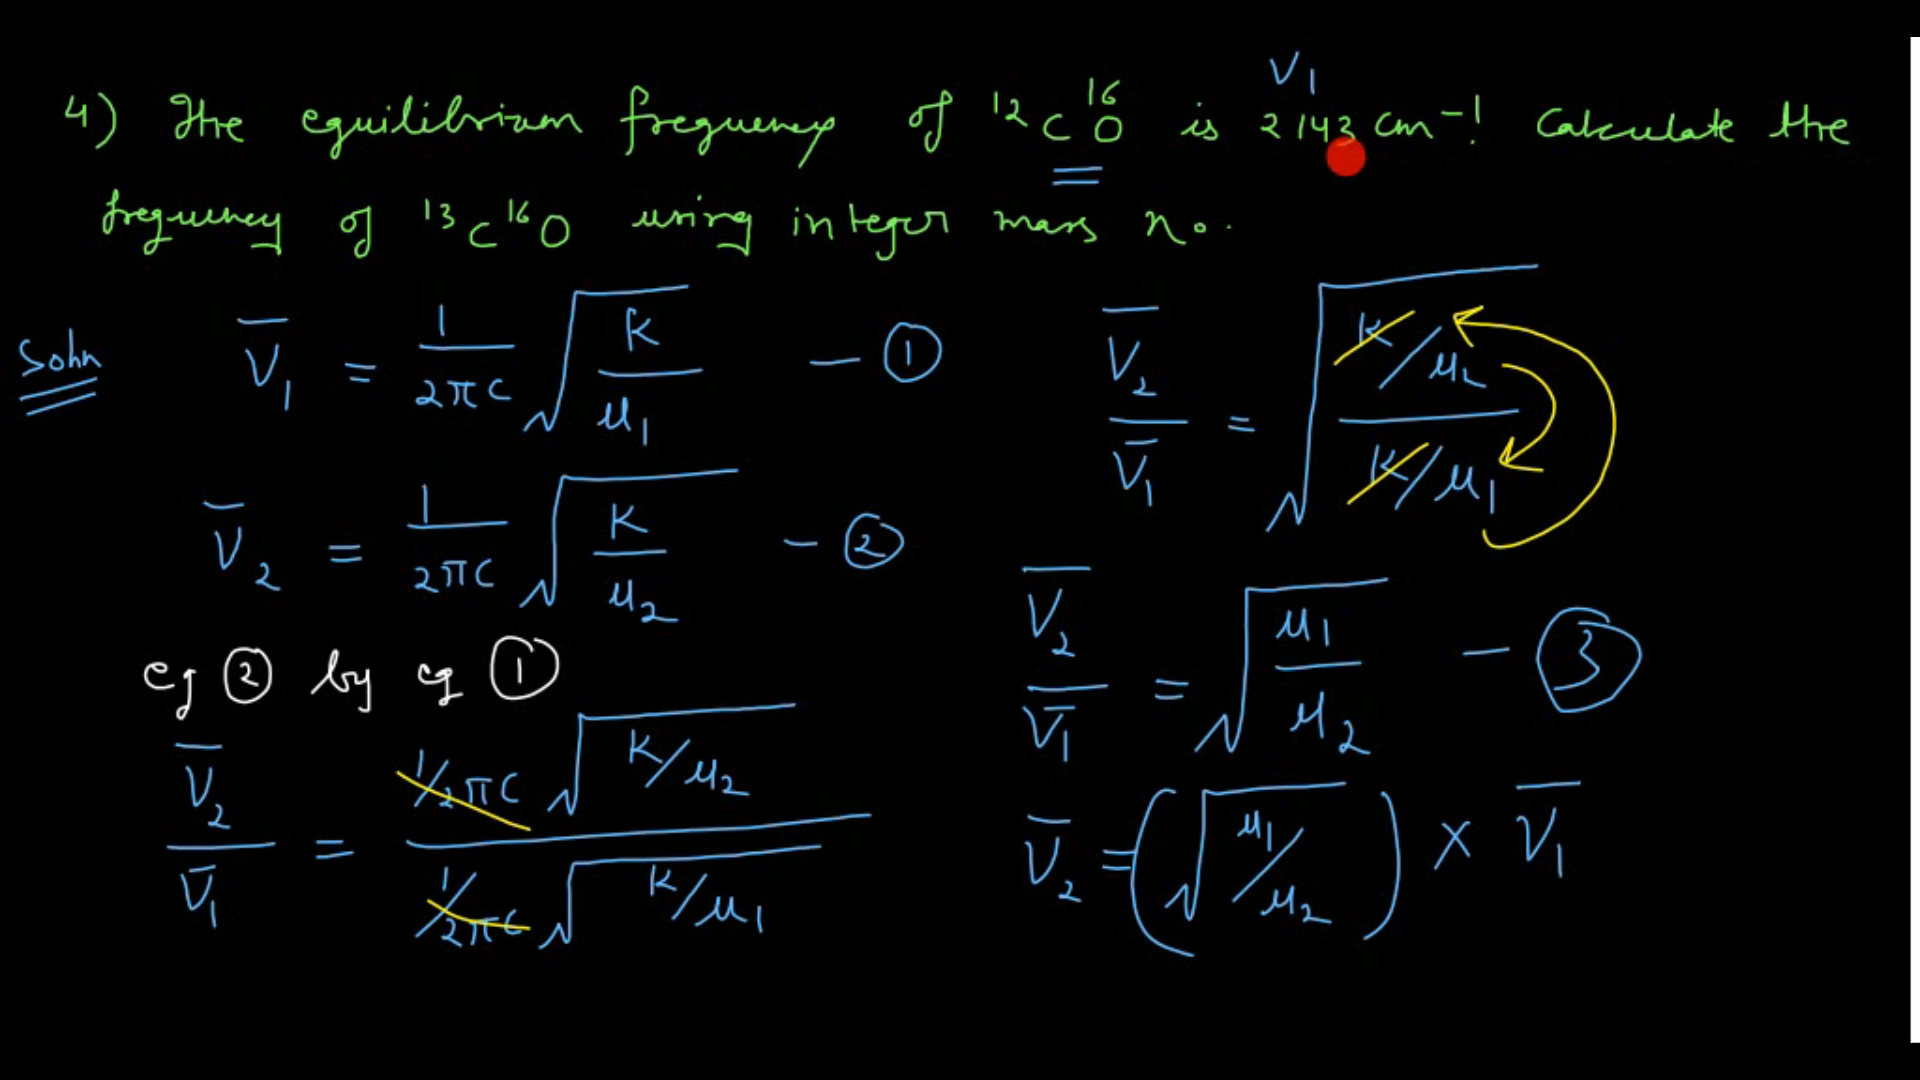 V₁
4) The equilibrium frequency of ¹²C¹⁶O is 2143 cm⁻¹. Calculate the
frequency of ¹³C¹⁶O using integer mass no.
Soln
V̅₁ = 1/2πc √(K/μ₁) — ①
V̅₂ = 1/2πc √(K/μ₂) — ②
eq ② by eq ①
V̅₂/V̅₁ = (1/2πc √(K/μ₂)) / (1/2πc √(K/μ₁))
V̅₂/V̅₁ = √((K/μ₂)/(K/μ₁))
V̅₂/V̅₁ = √(μ₁/μ₂) — ③
V̅₂ = (√(μ₁/μ₂)) × V̅₁